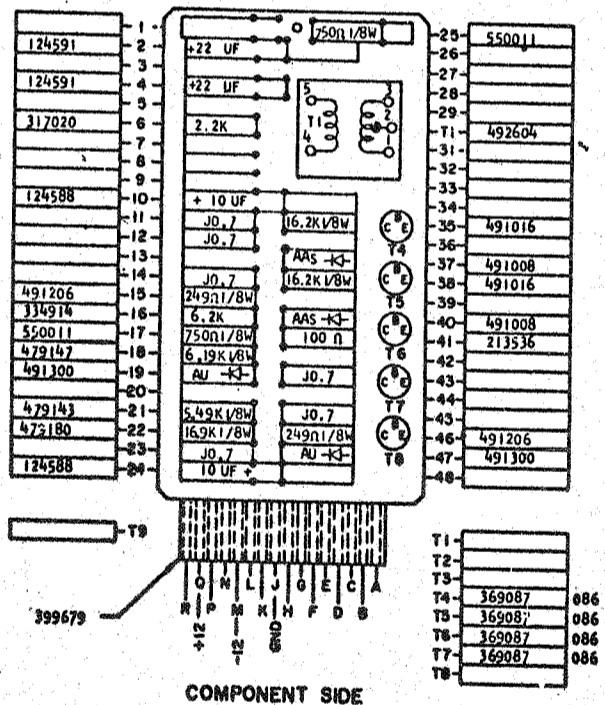 1
2 124591
3
4 124591
5
6 317020
7
8
9
10 124588
11
12
13
14
15 491206
16 334914
17 550011
18 479147
19 491300
20
21 479143
22
23
24 124588
750Ω 1/8W
+22 UF
+22 UF
2.2K
5
T1
4
3
2
1
+ 10 UF
J0.7
16.2K 1/8W
J0.7
AAS
J0.7
16.2K 1/8W
249Ω 1/8W
6.2K
AAS
750Ω 1/8W
100 Ω
6.19K 1/8W
AU
J0.7
5.49K 1/8W
J0.7
16.9K 1/8W
249Ω 1/8W
J0.7
AU
10 UF +
C B E
T4
C B E
T5
C B E
T6
C B E
T7
C B E
T8
25 550011
26
27
28
29
T1 492604
31
32
33
34
35 491016
36
37 491008
38 491016
39
40 491008
41 213536
42
43
44
45
46 491206
47 491300
48
T9
399679
R Q P N M L K J H G F E D C B A
+12
-12
GND
T1
T2
T3
T4 369087 086
T5 369087 086
T6 369087 086
T7 369087 086
T8
COMPONENT SIDE